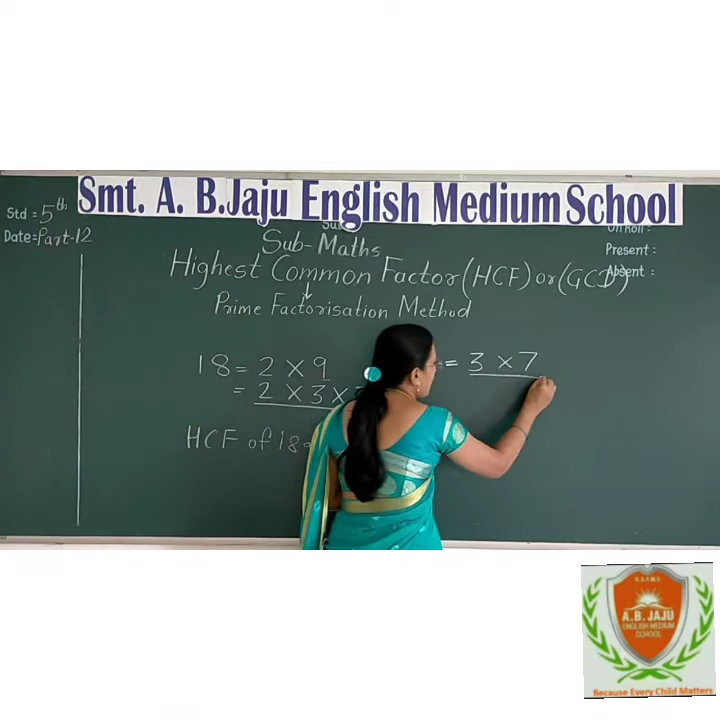 Smt. A. B.Jaju English Medium School
Std = 5th
Date=Part-12
On Roll :
Present :
Absent :
Sub
Sub- Maths
Highest Common Factor (HCF) or (GCD)
Prime Factorisation Method
18 = 2 × 9
= 3 × 7
= 2 × 3 ×
HCF of 18
A.B. JAJU
ENGLISH MEDIUM
SCHOOL
Because Every Child Matters